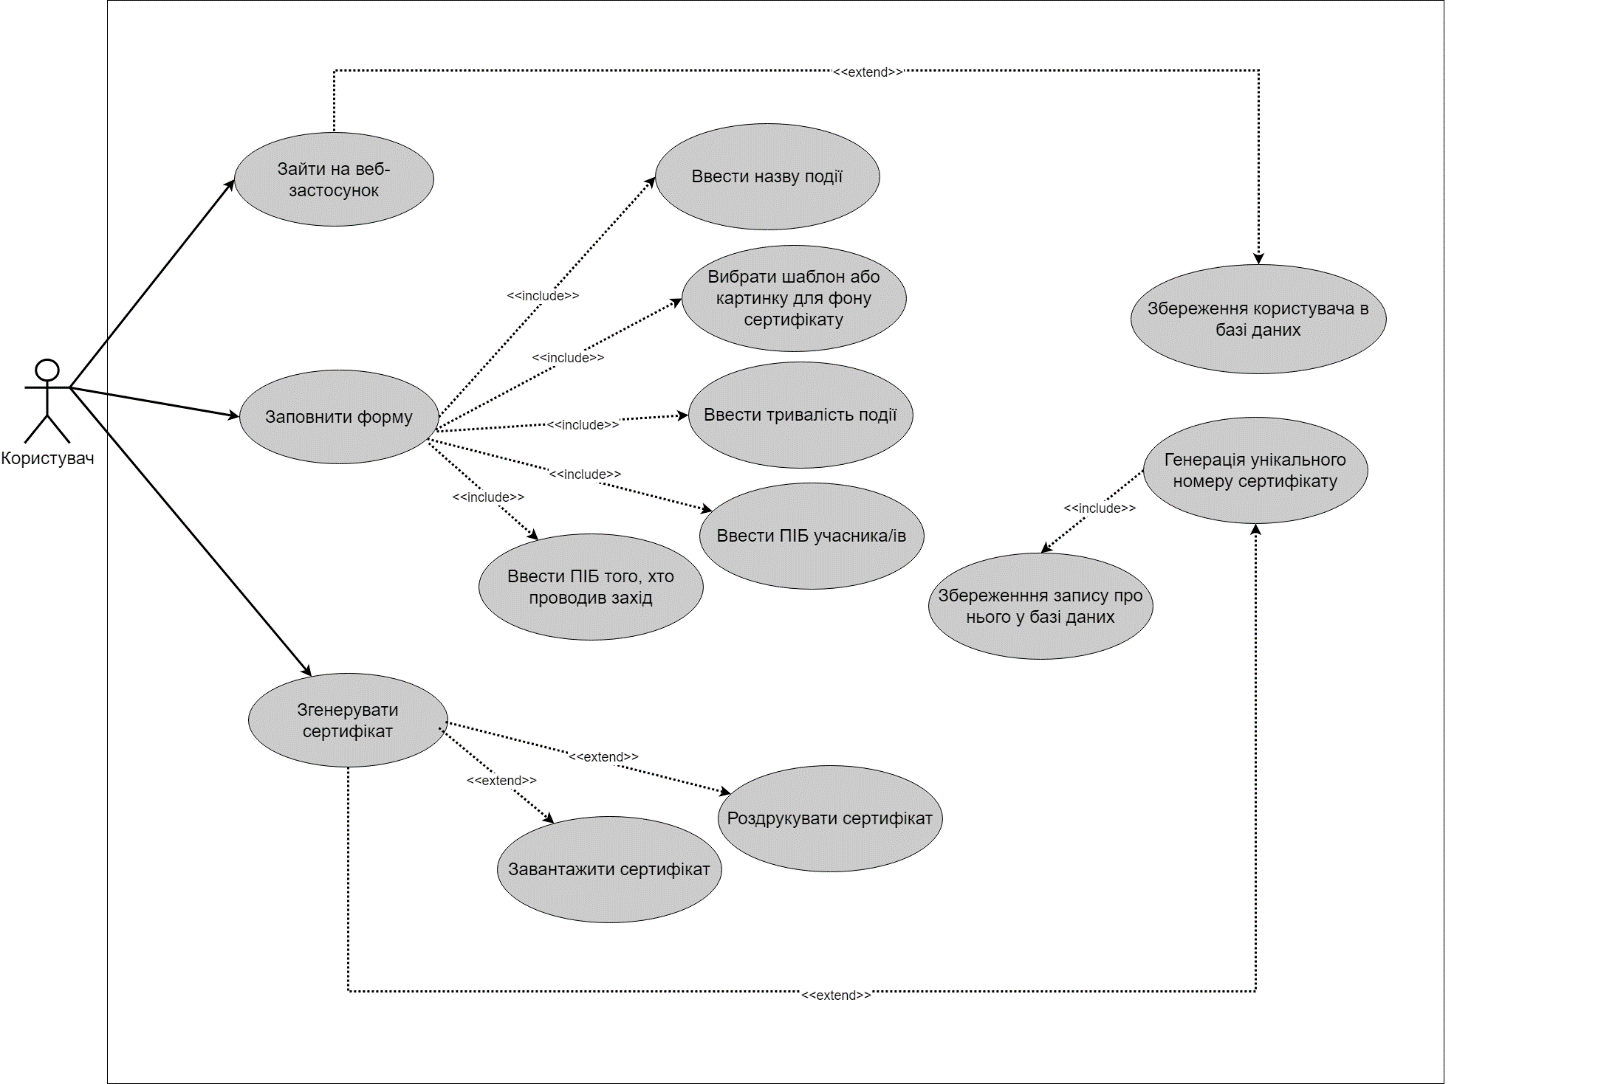 <<extend>>
Зайти на веб-
застосунок
Ввести назву події
Вибрати шаблон або
картинку для фону
сертифікату
<<include>>
Збереження користувача в
базі даних
<<include>>
Заповнити форму
<<include>>
Ввести тривалість події
Користувач
<<include>>
<<include>>
Генерація унікального
номеру сертифікату
<<include>>
Ввести ПІБ учасника/ів
Ввести ПІБ того, хто
проводив захід
Збереженння запису про
нього у базі даних
Згенерувати
сертифікат
<<extend>>
<<extend>>
Роздрукувати сертифікат
Завантажити сертифікат
<<extend>>